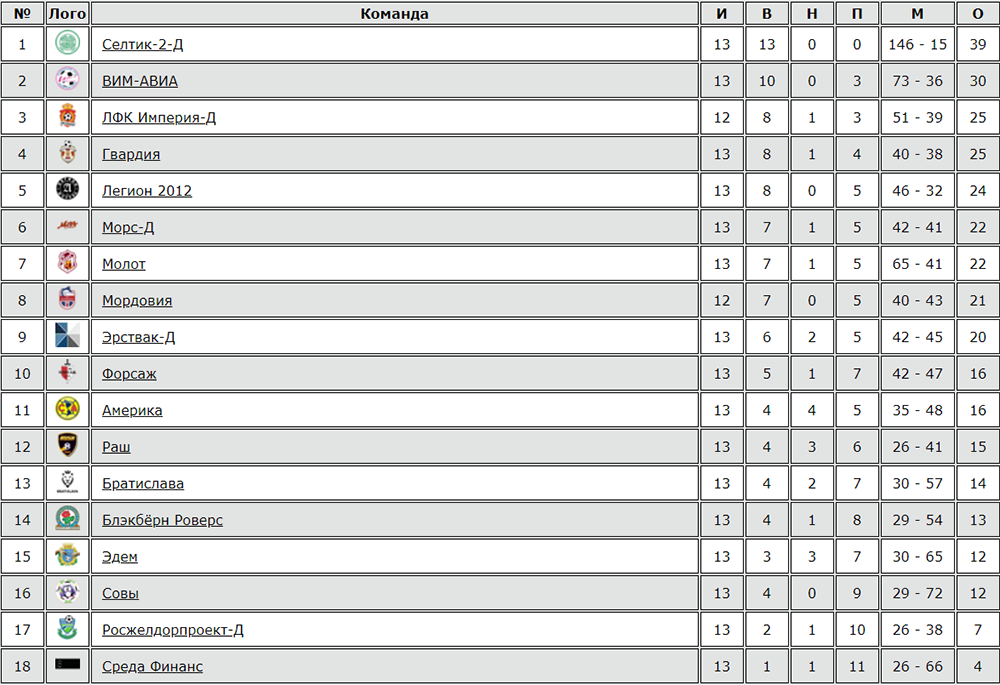 № Лого Команда И В Н П М О
1 Селтик-2-Д 13 13 0 0 146 - 15 39
2 ВИМ-АВИА 13 10 0 3 73 - 36 30
3 ЛФК Империя-Д 12 8 1 3 51 - 39 25
4 Гвардия 13 8 1 4 40 - 38 25
5 Легион 2012 13 8 0 5 46 - 32 24
6 Морс-Д 13 7 1 5 42 - 41 22
7 Молот 13 7 1 5 65 - 41 22
8 Мордовия 12 7 0 5 40 - 43 21
9 Эрствак-Д 13 6 2 5 42 - 45 20
10 Форсаж 13 5 1 7 42 - 47 16
11 Америка 13 4 4 5 35 - 48 16
12 Раш 13 4 3 6 26 - 41 15
13 Братислава 13 4 2 7 30 - 57 14
14 Блэкбёрн Роверс 13 4 1 8 29 - 54 13
15 Эдем 13 3 3 7 30 - 65 12
16 Совы 13 4 0 9 29 - 72 12
17 Росжелдорпроект-Д 13 2 1 10 26 - 38 7
18 Среда Финанс 13 1 1 11 26 - 66 4